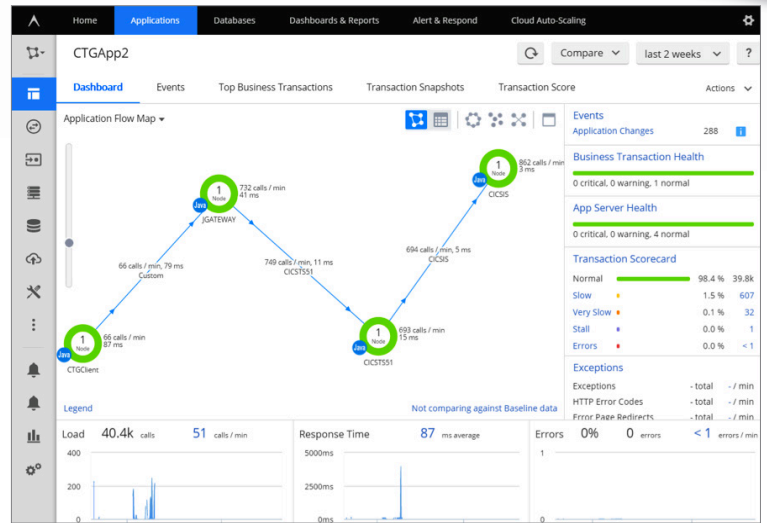 Home Applications Databases Dashboards & Reports Alert & Respond Cloud Auto-Scaling
CTGApp2
Compare
last 2 weeks
?
Dashboard Events Top Business Transactions Transaction Snapshots Transaction Score
Actions
Application Flow Map
1
Node
Java
732 calls / min
41 ms
JGATEWAY
1
Node
Java
862 calls / min
3 ms
CICSIS
66 calls / min, 79 ms
Custom
749 calls / min, 11 ms
CICSTS51
694 calls / min, 5 ms
CICSIS
1
Node
Java
66 calls / min
87 ms
CTGClient
1
Node
Java
693 calls / min
15 ms
CICSTS51
Legend
Not comparing against Baseline data
Events
Application Changes 288 i
Business Transaction Health
0 critical, 0 warning, 1 normal
App Server Health
0 critical, 0 warning, 4 normal
Transaction Scorecard
Normal 98.4 % 39.8k
Slow 1.5 % 607
Very Slow 0.1 % 32
Stall 0.0 % 1
Errors 0.0 % < 1
Exceptions
Exceptions - total - / min
HTTP Error Codes - total - / min
Error Page Redirects - total - / min
Load 40.4k calls 51 calls / min
400
200
0
Response Time 87 ms average
5000ms
2500ms
0ms
Errors 0% 0 errors < 1 errors / min
1
0